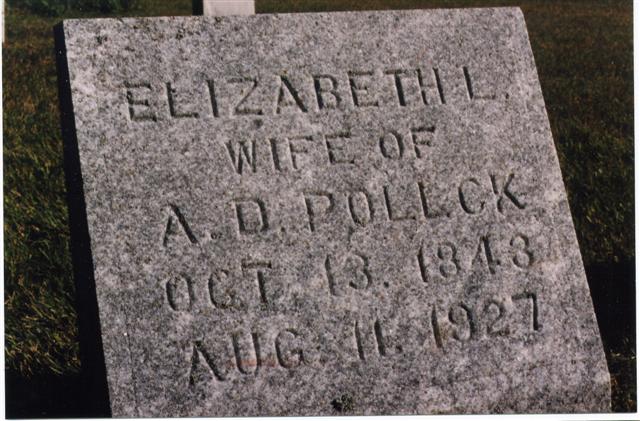 ELIZABETH L.
WIFE OF
A. D. POLLCK
OCT. 13. 1843
AUG. 11. 1927